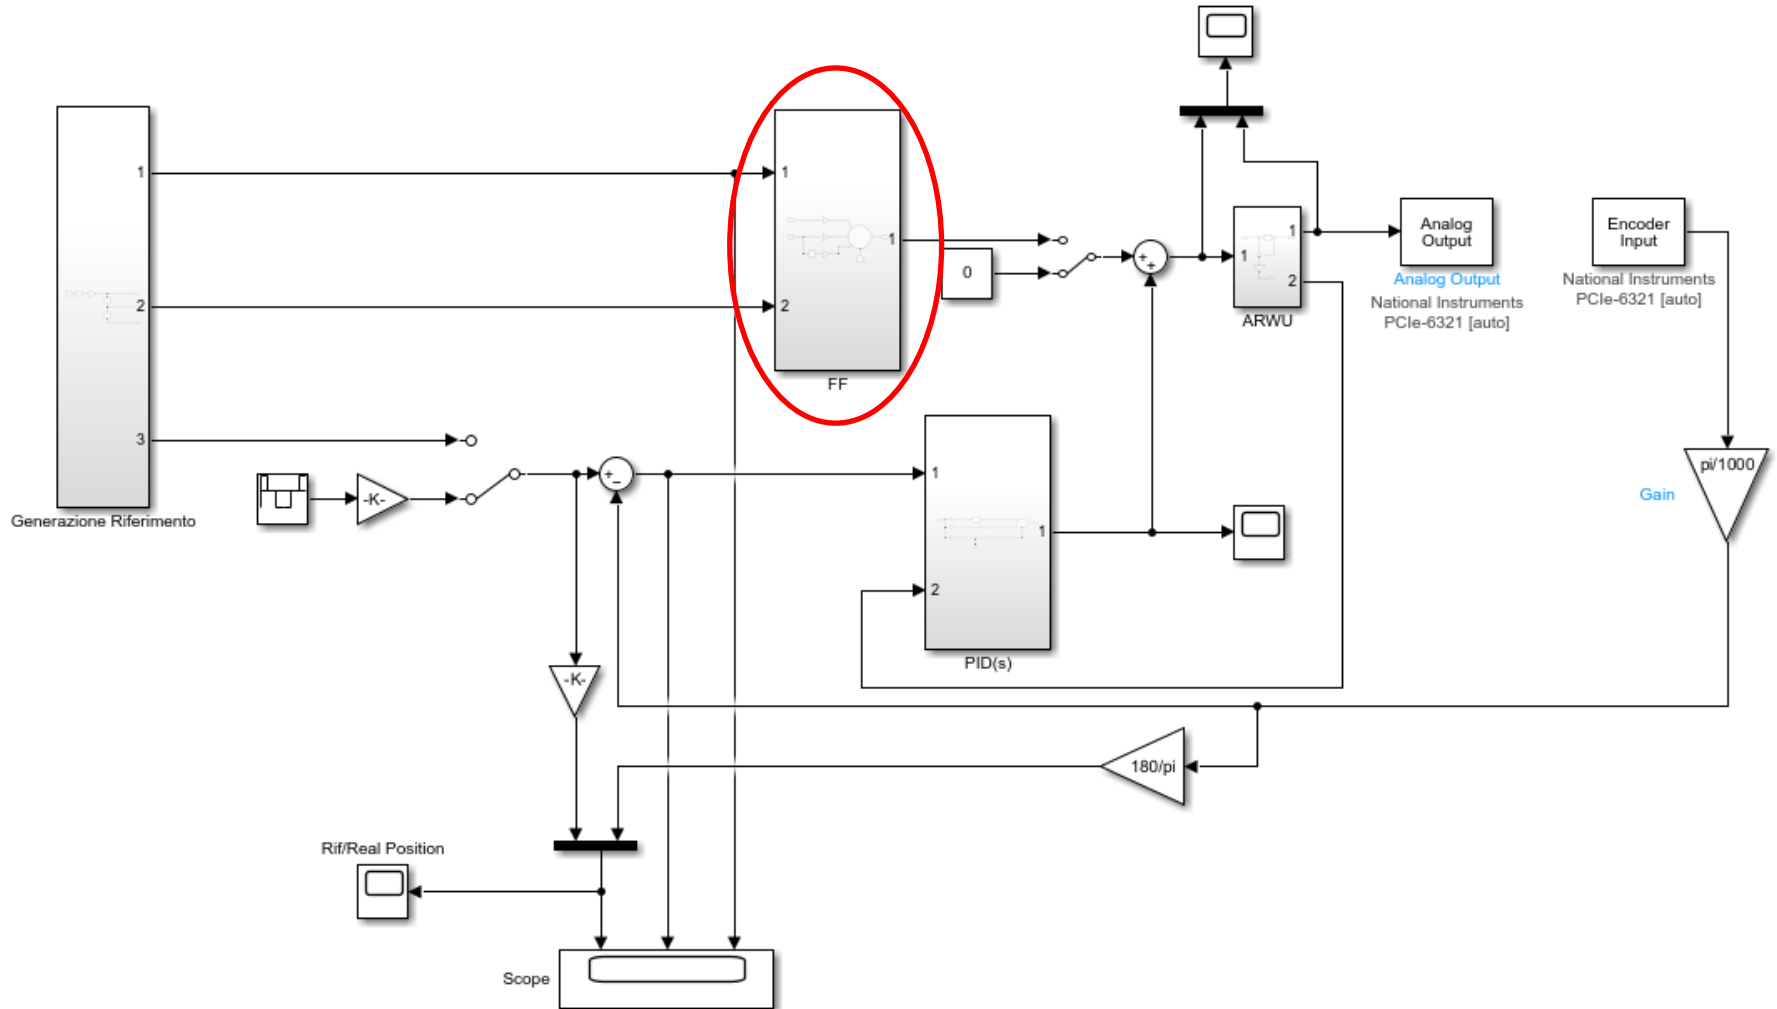 1
2
3
Generazione Riferimento
-K-
1
2
1
FF
0
+
+
1
1
2
ARWU
Analog
Output
Analog Output
National Instruments
PCIe-6321 [auto]
Encoder
Input
National Instruments
PCIe-6321 [auto]
pi/1000
Gain
+
−
1
2
1
PID(s)
-K-
180/pi
Rif/Real Position
Scope